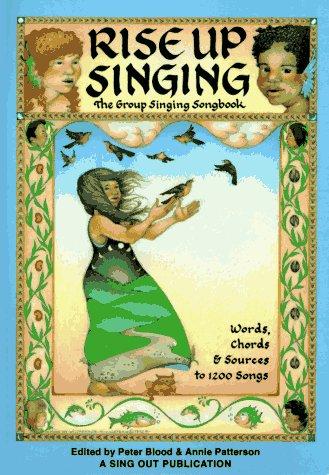 RISE UP
SINGING
The Group Singing Songbook
Words,
Chords
& Sources
to 1200 Songs
Edited by Peter Blood & Annie Patterson
A SING OUT PUBLICATION